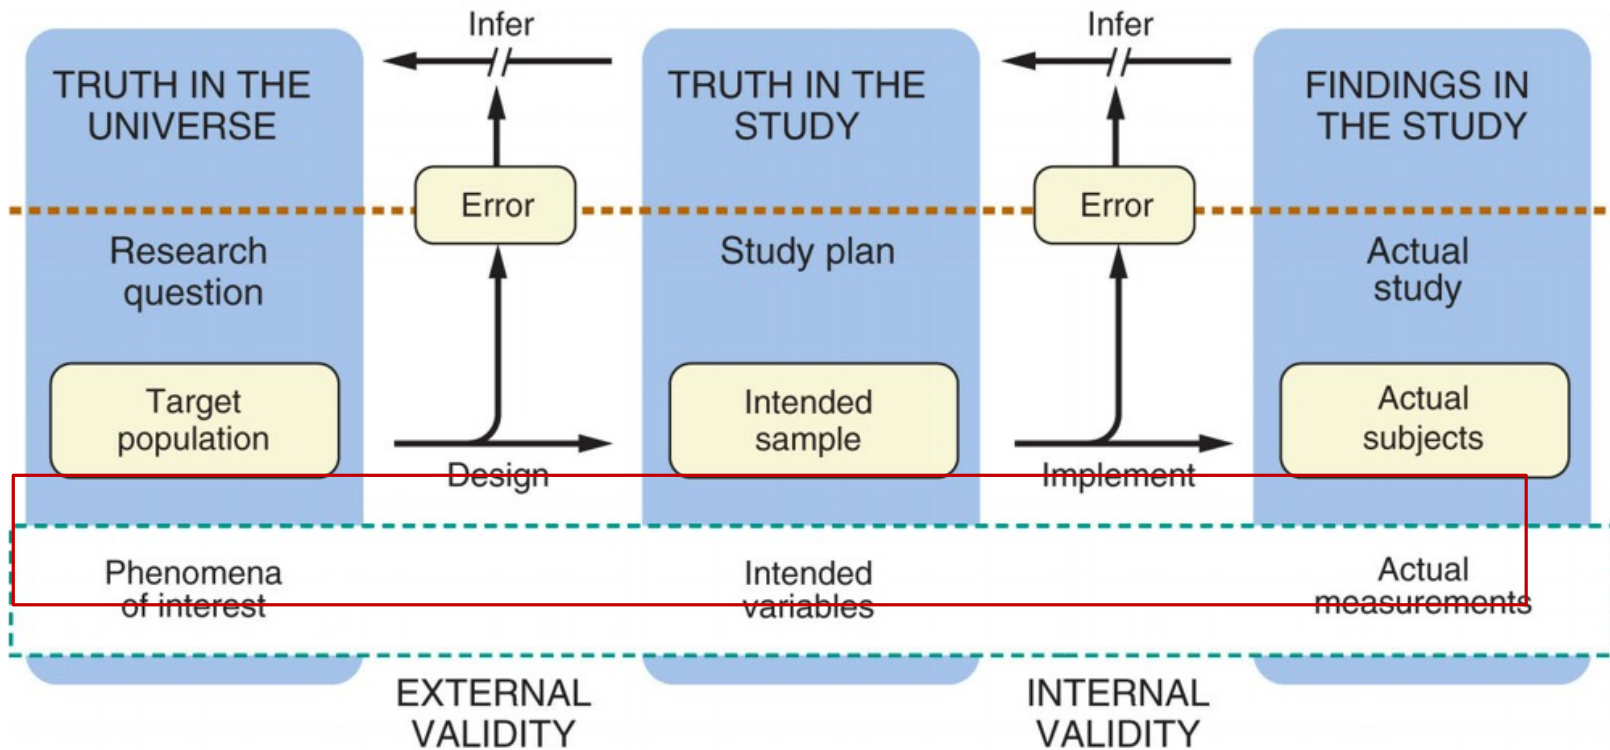 Infer
Infer
TRUTH IN THE
UNIVERSE
TRUTH IN THE
STUDY
FINDINGS IN
THE STUDY
Error
Error
Research
question
Study plan
Actual
study
Target
population
Intended
sample
Actual
subjects
Design
Implement
Phenomena
of interest
Intended
variables
Actual
measurements
EXTERNAL
VALIDITY
INTERNAL
VALIDITY